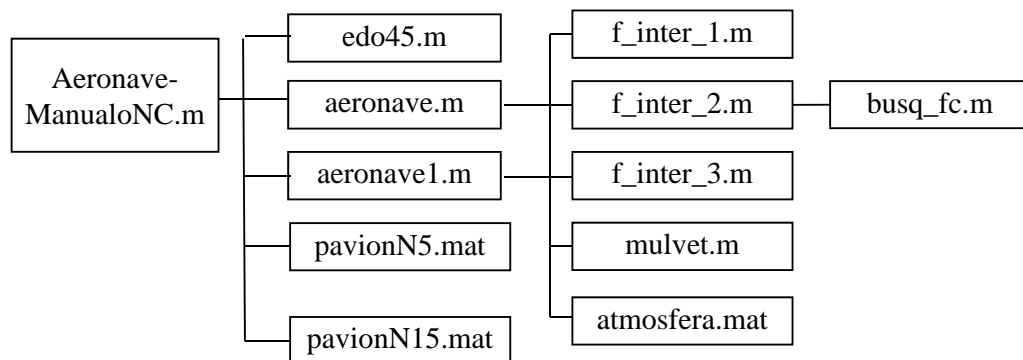 Aeronave-
ManualoNC.m
edo45.m
aeronave.m
aeronave1.m
pavionN5.mat
pavionN15.mat
f_inter_1.m
f_inter_2.m
f_inter_3.m
mulvet.m
atmosfera.mat
busq_fc.m